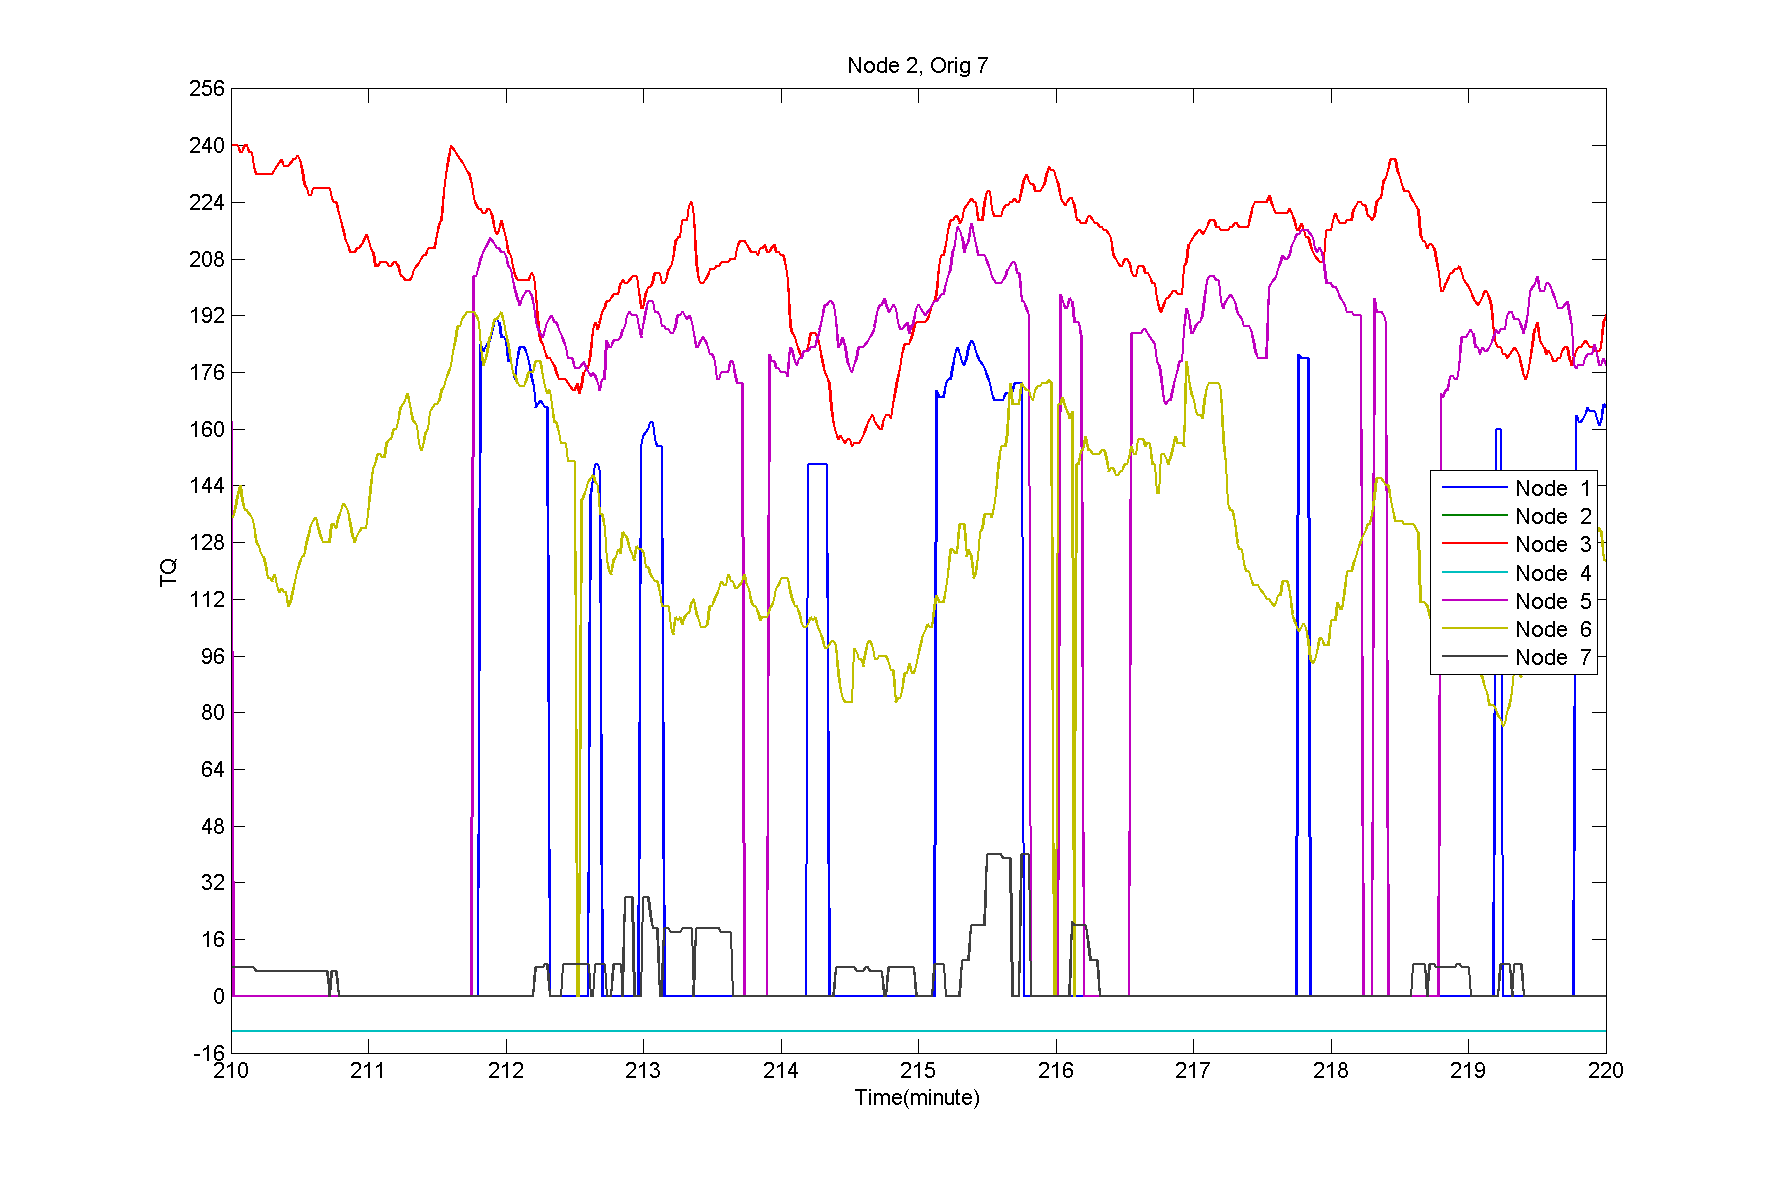 Node 2, Orig 7
256
240
224
208
192
176
160
144
128
112
96
80
64
48
32
16
0
-16
TQ
Node 1
Node 2
Node 3
Node 4
Node 5
Node 6
Node 7
210 211 212 213 214 215 216 217 218 219 220
Time(minute)